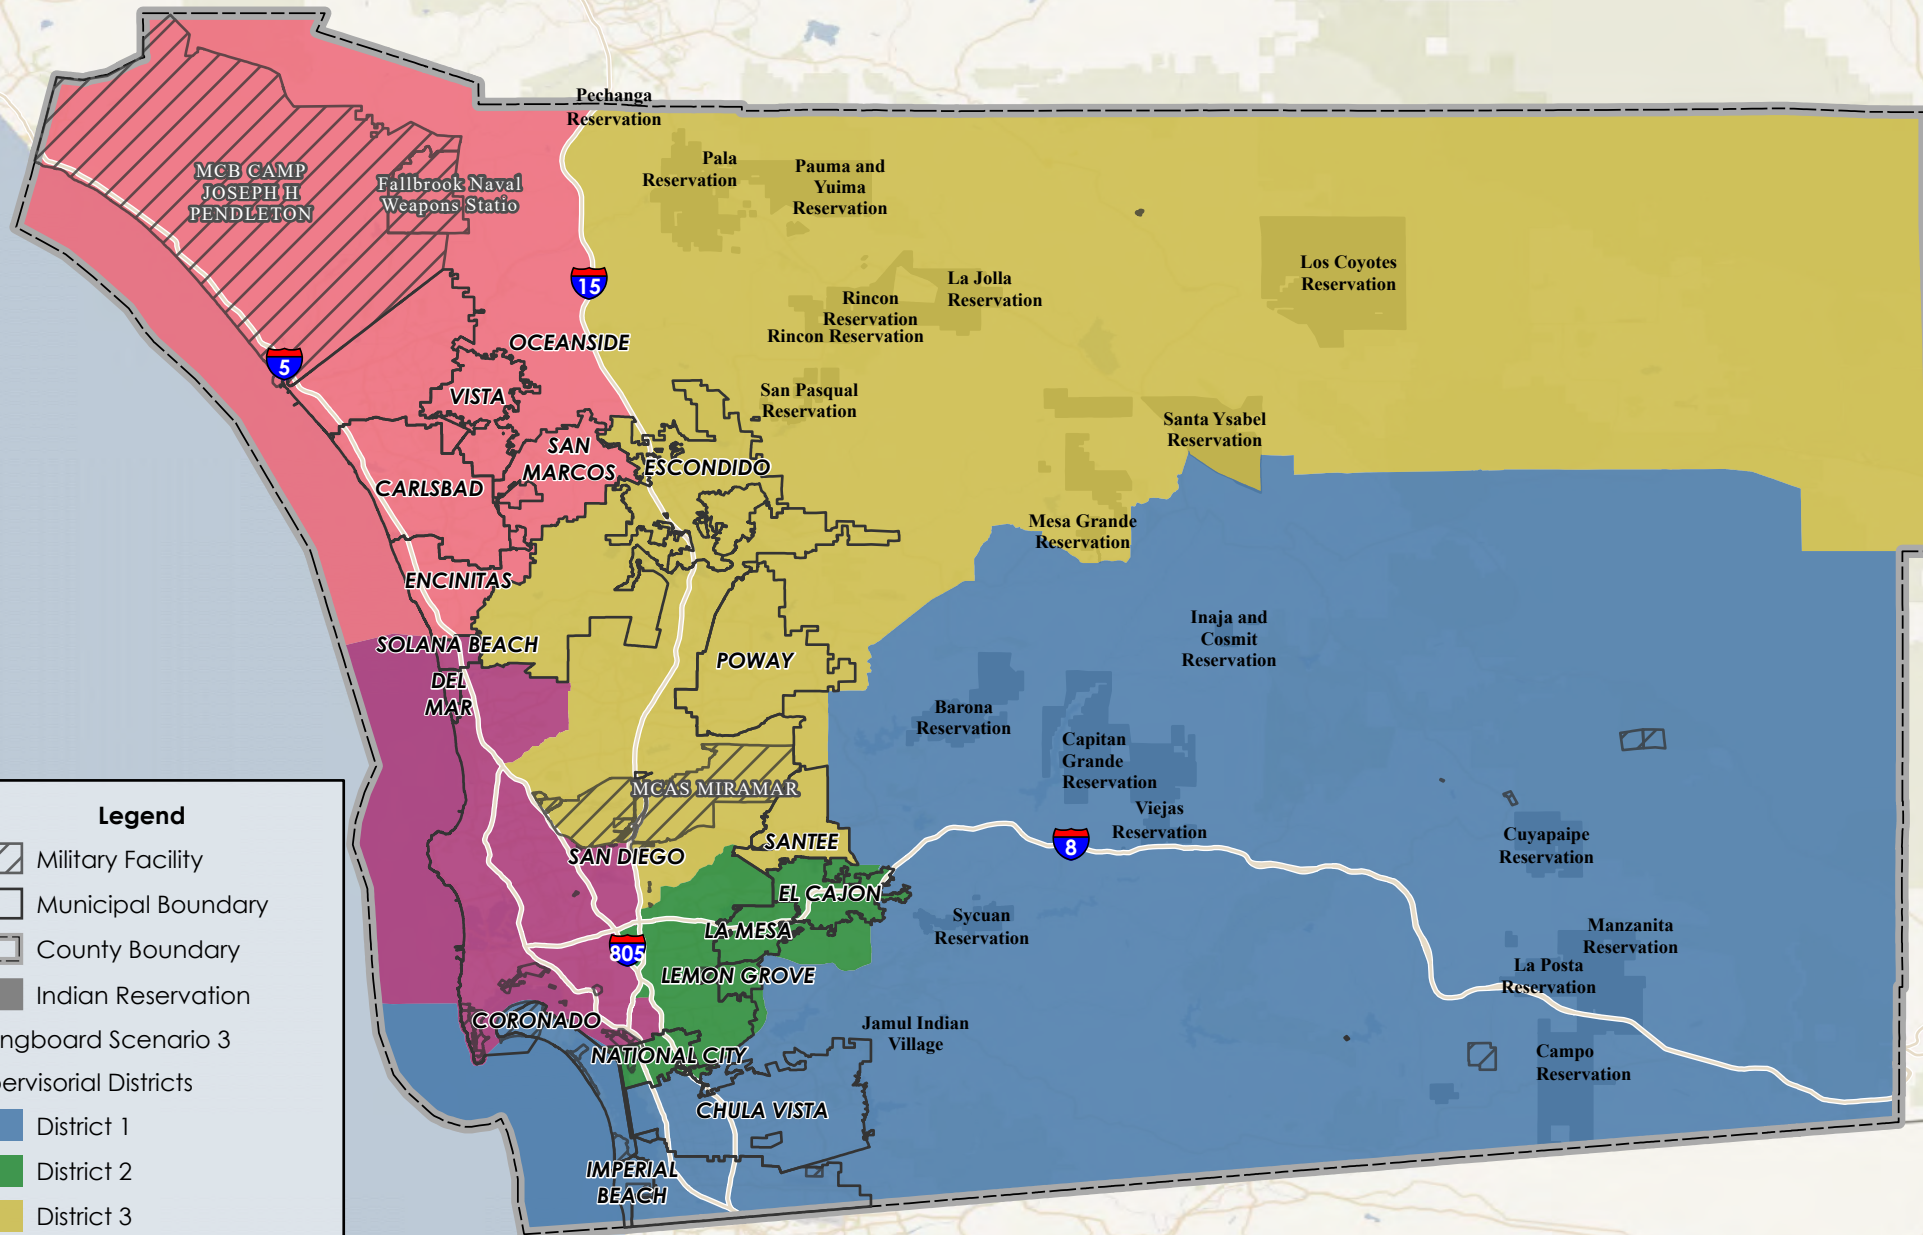 Pechanga
Reservation
MCB CAMP
JOSEPH H
PENDLETON
Fallbrook Naval
Weapons Statio
Pala
Reservation
Pauma and
Yuima
Reservation
Los Coyotes
Reservation
La Jolla
Reservation
15
Rincon
Reservation
Rincon Reservation
OCEANSIDE
5
VISTA
San Pasqual
Reservation
Santa Ysabel
Reservation
SAN
MARCOS
ESCONDIDO
CARLSBAD
Mesa Grande
Reservation
ENCINITAS
Inaja and
Cosmit
Reservation
SOLANA BEACH
POWAY
DEL
MAR
Barona
Reservation
Capitan
Grande
Reservation
MCAS MIRAMAR
Viejas
Reservation
8
SANTEE
SAN DIEGO
Cuyapaipe
Reservation
EL CAJON
Sycuan
Reservation
LA MESA
Manzanita
Reservation
805
LEMON GROVE
La Posta
Reservation
CORONADO
Jamul Indian
Village
NATIONAL CITY
Campo
Reservation
CHULA VISTA
IMPERIAL
BEACH
Legend
Military Facility
Municipal Boundary
County Boundary
Indian Reservation
ngboard Scenario 3
ervisorial Districts
District 1
District 2
District 3